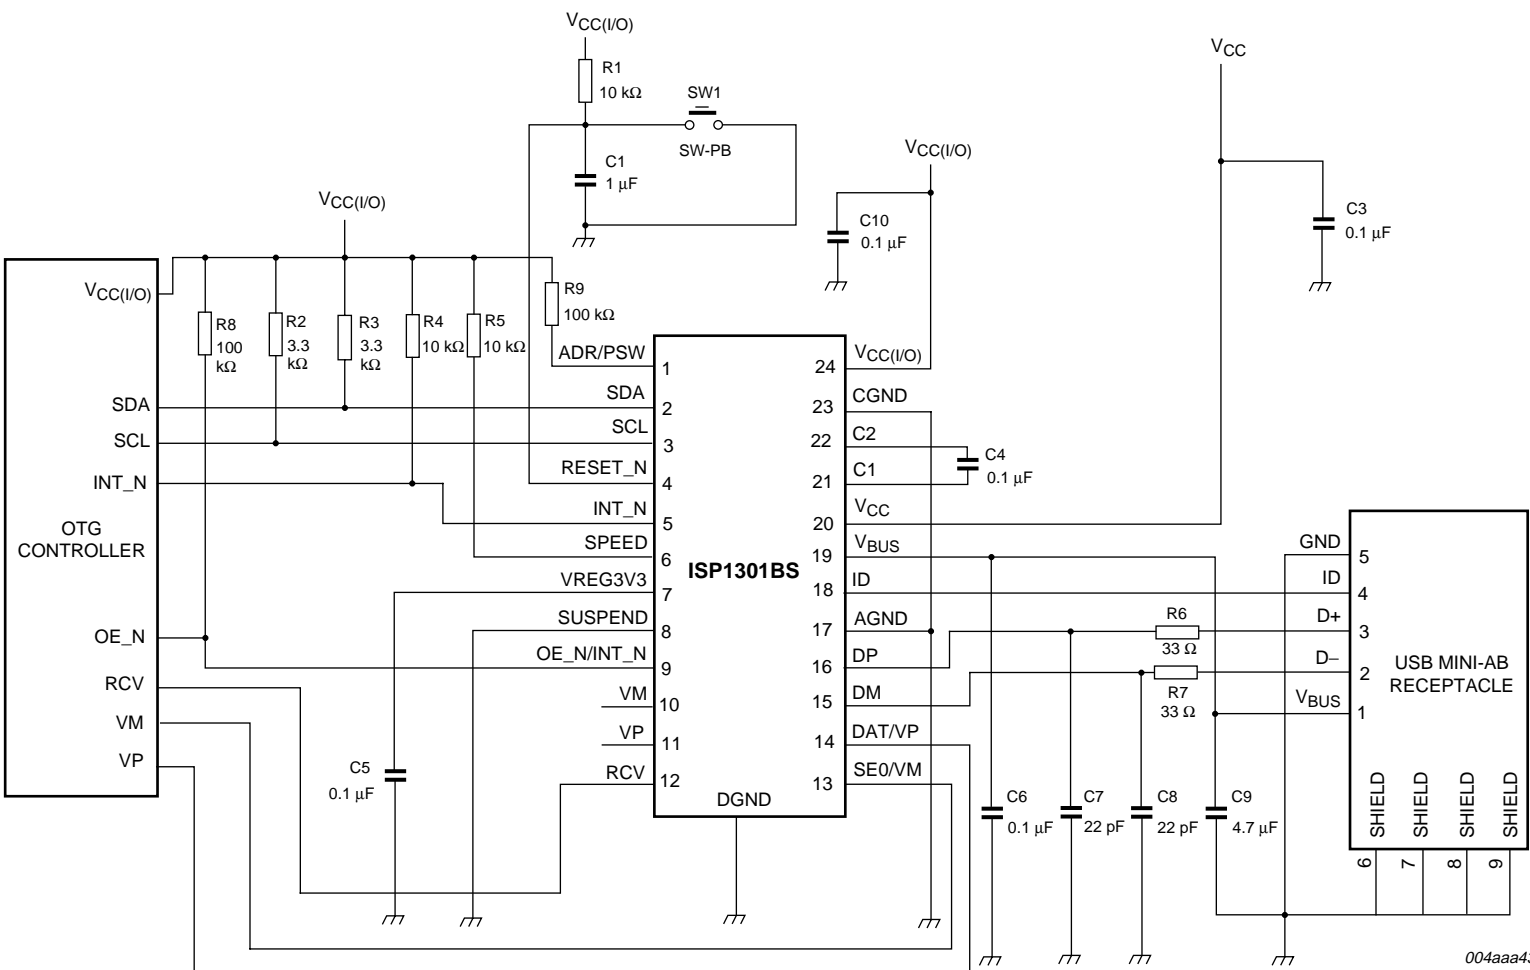 VCC(I/O)
R1
10 kΩ
SW1
SW-PB
C1
1 μF
VCC
C3
0.1 μF
VCC(I/O)
C10
0.1 μF
VCC(I/O)
VCC(I/O)
R8
100
kΩ
R2
3.3
kΩ
R3
3.3
kΩ
R4
10 kΩ
R5
10 kΩ
R9
100 kΩ
SDA
SCL
INT_N
OTG
CONTROLLER
OE_N
RCV
VM
VP
ADR/PSW
1
SDA
2
SCL
3
RESET_N
4
INT_N
5
SPEED
6
VREG3V3
7
SUSPEND
8
OE_N/INT_N
9
VM
10
VP
11
RCV
12
ISP1301BS
DGND
24
VCC(I/O)
23
CGND
22
C2
21
C1
20
VCC
19
VBUS
18
ID
17
AGND
16
DP
15
DM
14
DAT/VP
13
SE0/VM
C4
0.1 μF
C5
0.1 μF
R6
33 Ω
R7
33 Ω
C6
0.1 μF
C7
22 pF
C8
22 pF
C9
4.7 μF
GND
5
ID
4
D+
3
D−
2
VBUS
1
USB MINI-AB
RECEPTACLE
SHIELD
SHIELD
SHIELD
SHIELD
6
7
8
9